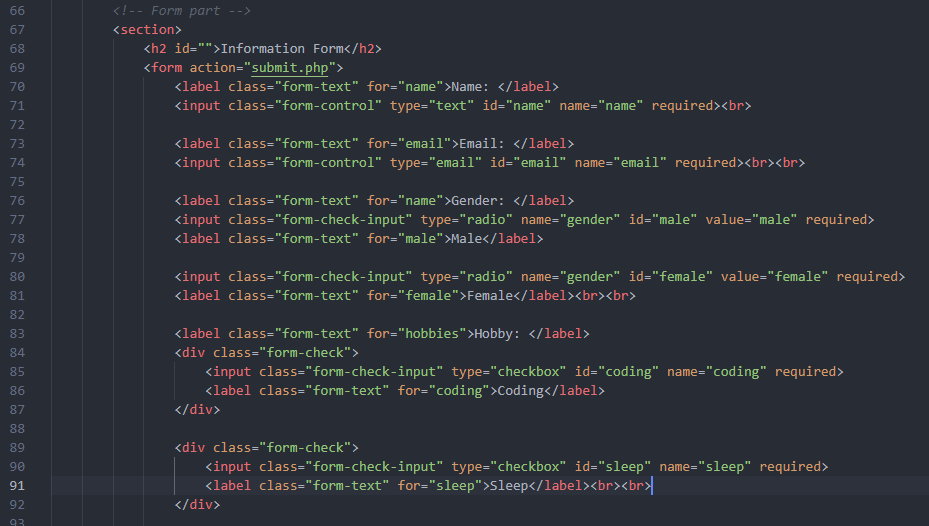 66 <!-- Form part -->
67 <section>
68 <h2 id="">Information Form</h2>
69 <form action="submit.php">
70 <label class="form-text" for="name">Name: </label>
71 <input class="form-control" type="text" id="name" name="name" required><br>
72
73 <label class="form-text" for="email">Email: </label>
74 <input class="form-control" type="email" id="email" name="email" required><br><br>
75
76 <label class="form-text" for="name">Gender: </label>
77 <input class="form-check-input" type="radio" name="gender" id="male" value="male" required>
78 <label class="form-text" for="male">Male</label>
79
80 <input class="form-check-input" type="radio" name="gender" id="female" value="female" required>
81 <label class="form-text" for="female">Female</label><br><br>
82
83 <label class="form-text" for="hobbies">Hobby: </label>
84 <div class="form-check">
85 <input class="form-check-input" type="checkbox" id="coding" name="coding" required>
86 <label class="form-text" for="coding">Coding</label>
87 </div>
88
89 <div class="form-check">
90 <input class="form-check-input" type="checkbox" id="sleep" name="sleep" required>
91 <label class="form-text" for="sleep">Sleep</label><br><br>
92 </div>
93